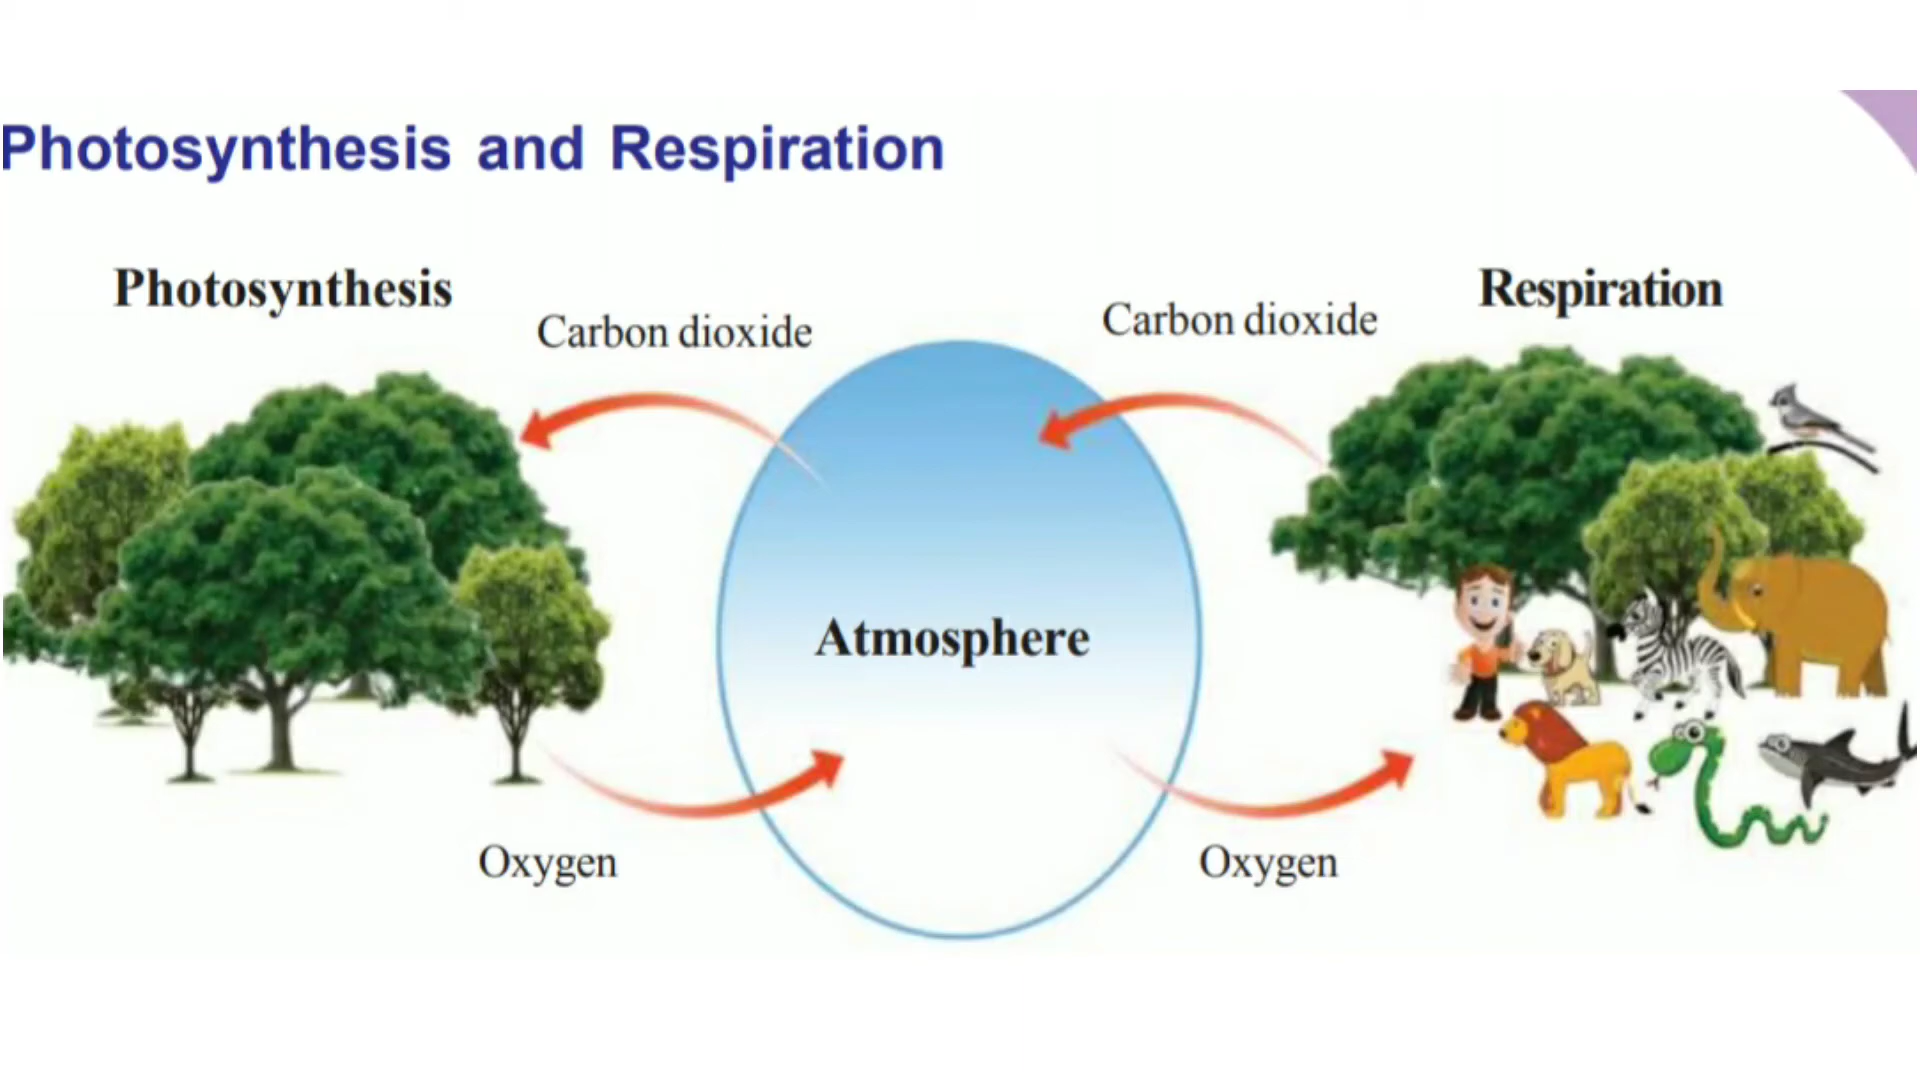 Photosynthesis and Respiration
Photosynthesis
Respiration
Carbon dioxide
Carbon dioxide
Atmosphere
Oxygen
Oxygen